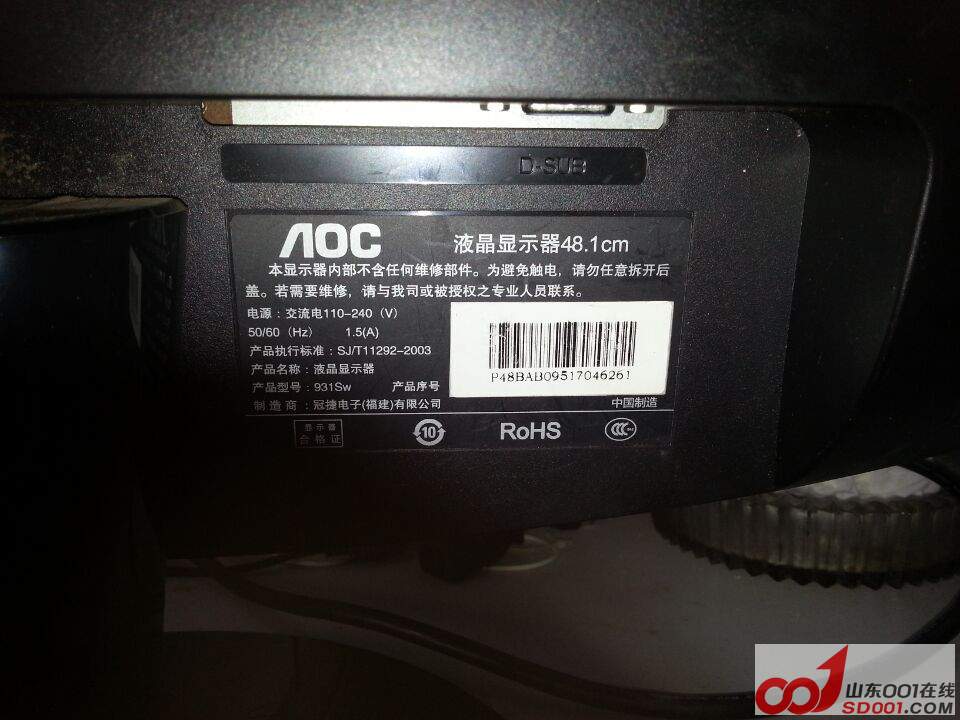 D-SUB
AOC 液晶显示器48.1cm
本显示器内部不含任何维修部件。为避免触电，请勿任意拆开后
盖。若需要维修，请与我司或被授权之专业人员联系。
电源：交流电110-240（V）
50/60（Hz） 1.5(A)
产品执行标准：SJ/T11292-2003
产品名称：液晶显示器
产品型号：931Sw 产品序号
P48BAB09517046261
制造商：冠捷电子(福建)有限公司 中国制造
显示器
合格证
10
RoHS
CCC
山东001在线
SD001.COM